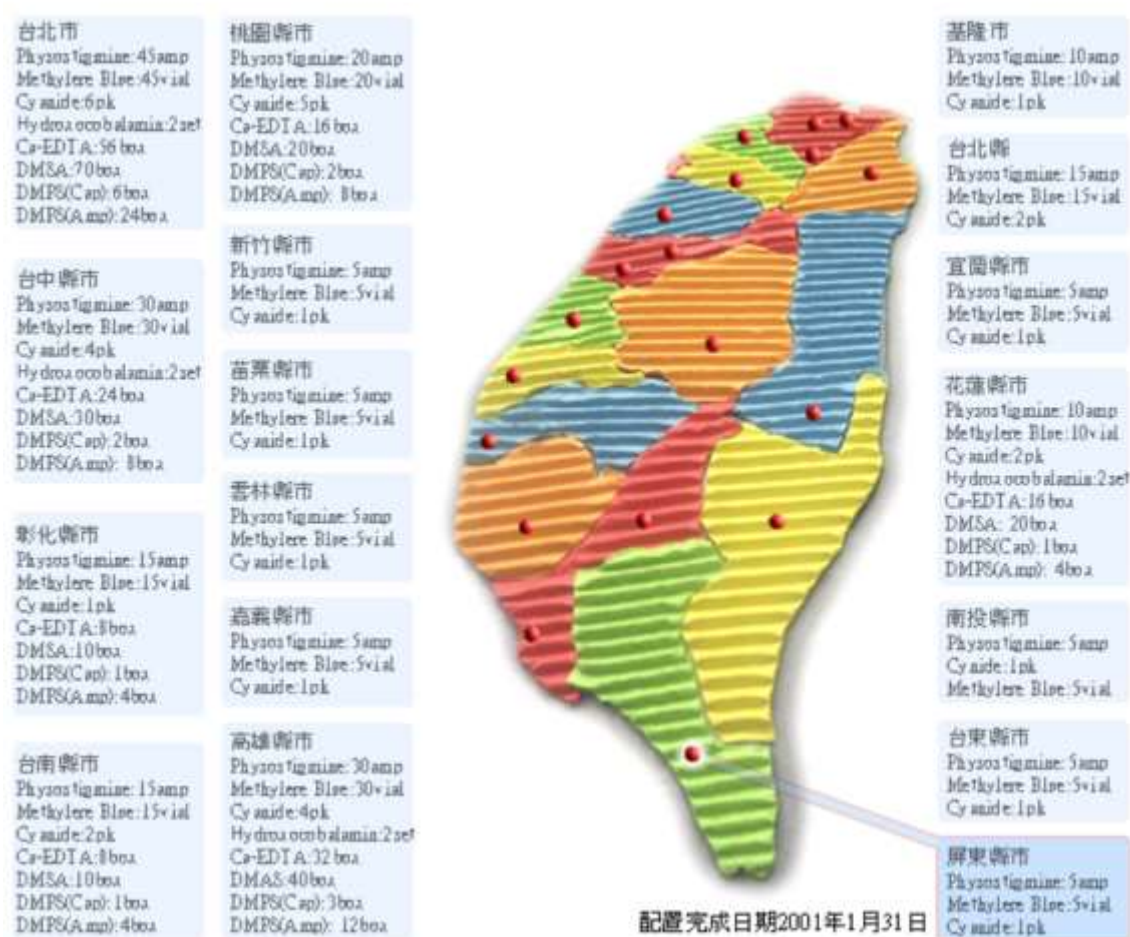 台北市
Physostigmine:45amp
Methylene Blue:45vial
Cyanide:6pk
Hydroxocobalamin:2set
Ca-EDTA:56box
DMSA:70box
DMPS(Cap):6box
DMPS(Amp):24box
台中縣市
Physostigmine:30amp
Methylene Blue:30vial
Cyanide:4pk
Hydroxocobalamin:2set
Ca-EDTA:24box
DMSA:30box
DMPS(Cap):2box
DMPS(Amp): 8box
彰化縣市
Physostigmine:15amp
Methylene Blue:15vial
Cyanide:1pk
Ca-EDTA:8box
DMSA:10box
DMPS(Cap):1box
DMPS(Amp):4box
台南縣市
Physostigmine:15amp
Methylene Blue:15vial
Cyanide:2pk
Ca-EDTA:8box
DMSA:10box
DMPS(Cap):1box
DMPS(Amp):4box
桃園縣市
Physostigmine:20amp
Methylene Blue:20vial
Cyanide:5pk
Ca-EDTA:16box
DMSA:20box
DMPS(Cap):2box
DMPS(Amp): 8box
新竹縣市
Physostigmine:5amp
Methylene Blue:5vial
Cyanide:1pk
苗栗縣市
Physostigmine:5amp
Methylene Blue:5vial
Cyanide:1pk
雲林縣市
Physostigmine:5amp
Methylene Blue:5vial
Cyanide:1pk
嘉義縣市
Physostigmine:5amp
Methylene Blue:5vial
Cyanide:1pk
高雄縣市
Physostigmine:30amp
Methylene Blue:30vial
Cyanide:4pk
Hydroxocobalamin:2set
Ca-EDTA:32box
DMAS:40box
DMPS(Cap):3box
DMPS(Amp): 12box
基隆市
Physostigmine:10amp
Methylene Blue:10vial
Cyanide:1pk
台北縣
Physostigmine:15amp
Methylene Blue:15vial
Cyanide:2pk
宜蘭縣市
Physostigmine:5amp
Methylene Blue:5vial
Cyanide:1pk
花蓮縣市
Physostigmine:10amp
Methylene Blue:10vial
Cyanide:2pk
Hydroxocobalamin:2set
Ca-EDTA:16box
DMSA: 20box
DMPS(Cap):1box
DMPS(Amp): 4box
南投縣市
Physostigmine:5amp
Cyanide:1pk
Methylene Blue:5vial
台東縣市
Physostigmine:5amp
Methylene Blue:5vial
Cyanide:1pk
屏東縣市
Physostigmine:5amp
Methylene Blue:5vial
Cyanide:1pk
配置完成日期2001年1月31日